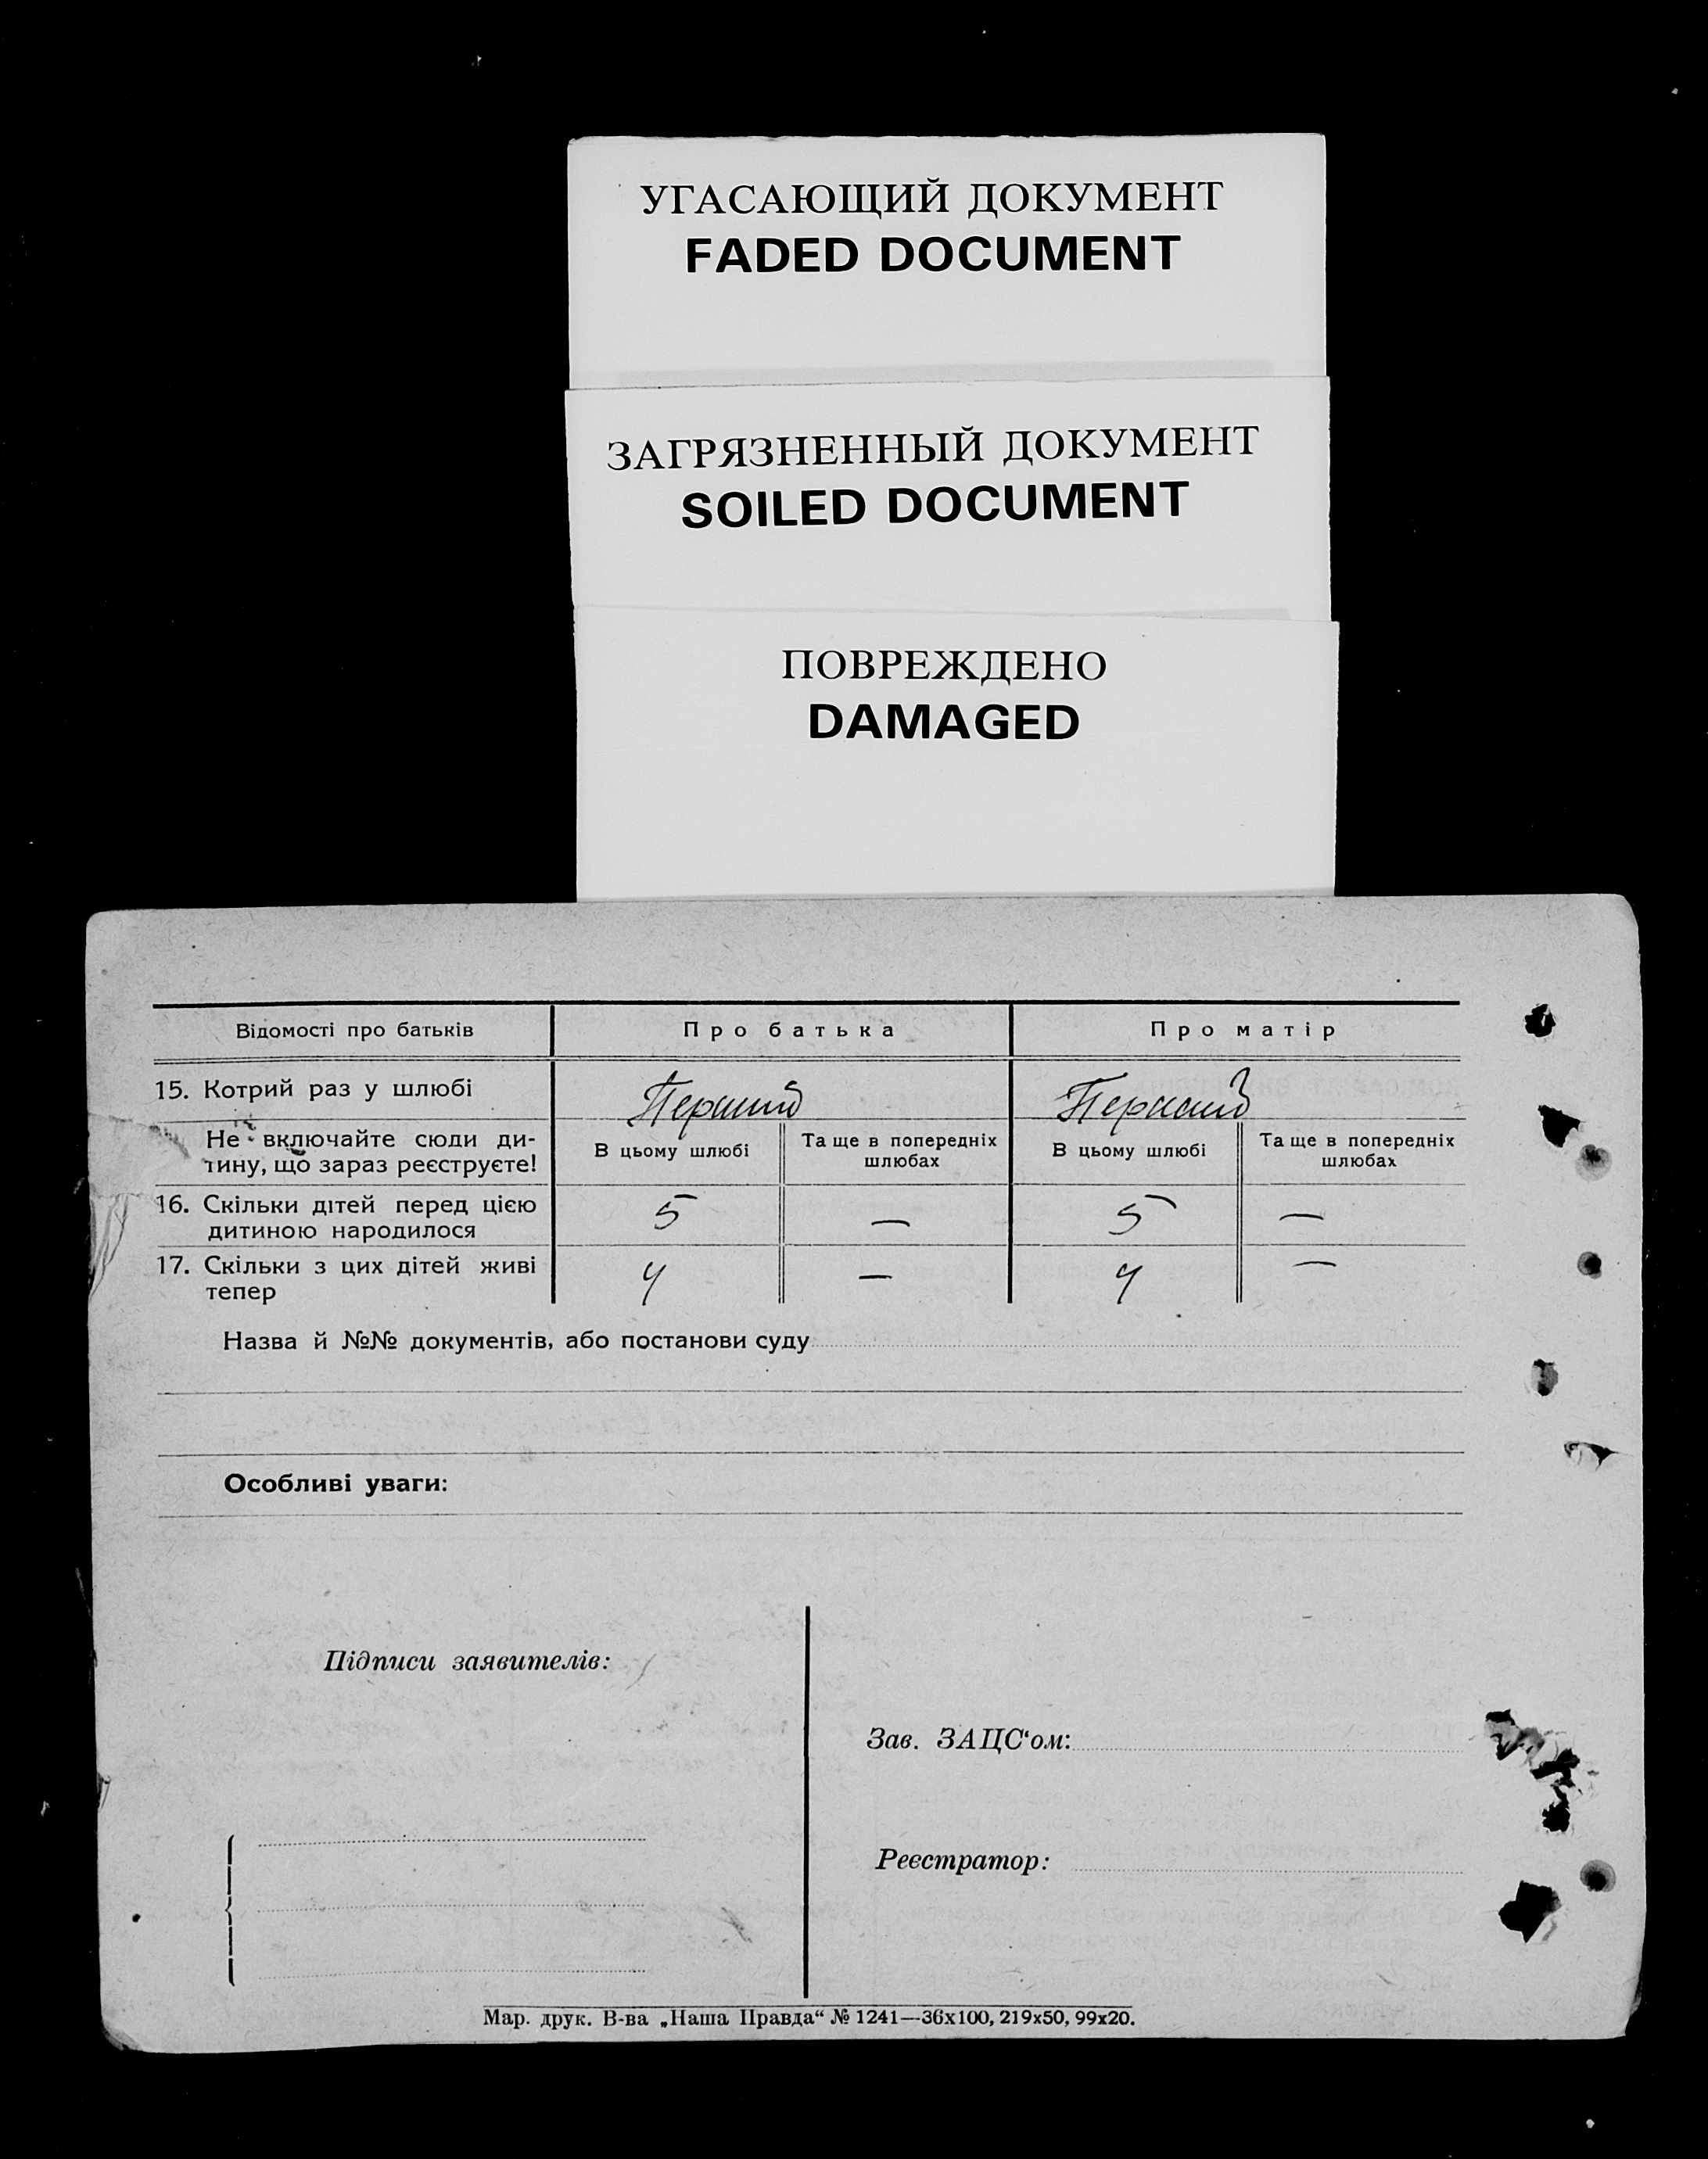 УГАСАЮЩИЙ ДОКУМЕНТ
FADED DOCUMENT
ЗАГРЯЗНЕННЫЙ ДОКУМЕНТ
SOILED DOCUMENT
ПОВРЕЖДЕНО
DAMAGED
Відомості про батьків Про батька Про матір
15. Котрий раз у шлюбі Перший Перший
Не включайте сюди ди-
тину, що зараз реєструєте!
В цьому шлюбі
Та ще в попередніх
шлюбах
В цьому шлюбі
Та ще в попередніх
шлюбах
16. Скільки дітей перед цією
дитиною народилося 5 — 5 —
17. Скільки з цих дітей живі
тепер 4 — 4 —
Назва й №№ документів, або постанови суду
Особливі уваги:
Підписи заявителів:
Зав. ЗАЦС‘ом:
Реєстратор:
Мар. друк. В-ва „Наша Правда“ № 1241—36х100, 219х50, 99х20.